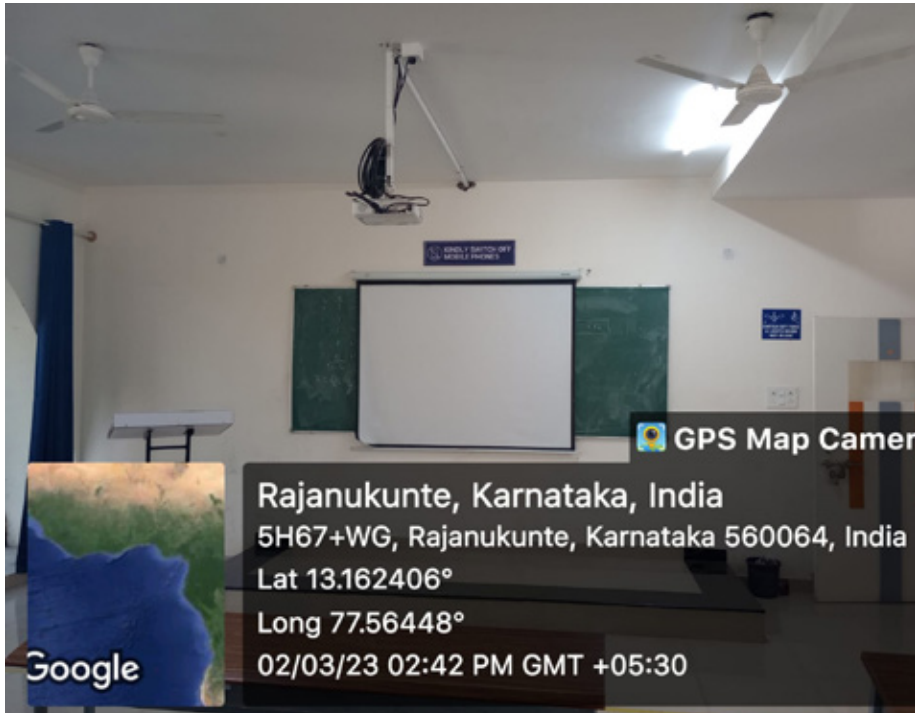 KINDLY SWITCH OFF
MOBILE PHONES
GPS Map Camer
Rajanukunte, Karnataka, India
5H67+WG, Rajanukunte, Karnataka 560064, India
Lat 13.162406°
Long 77.56448°
02/03/23 02:42 PM GMT +05:30
Google